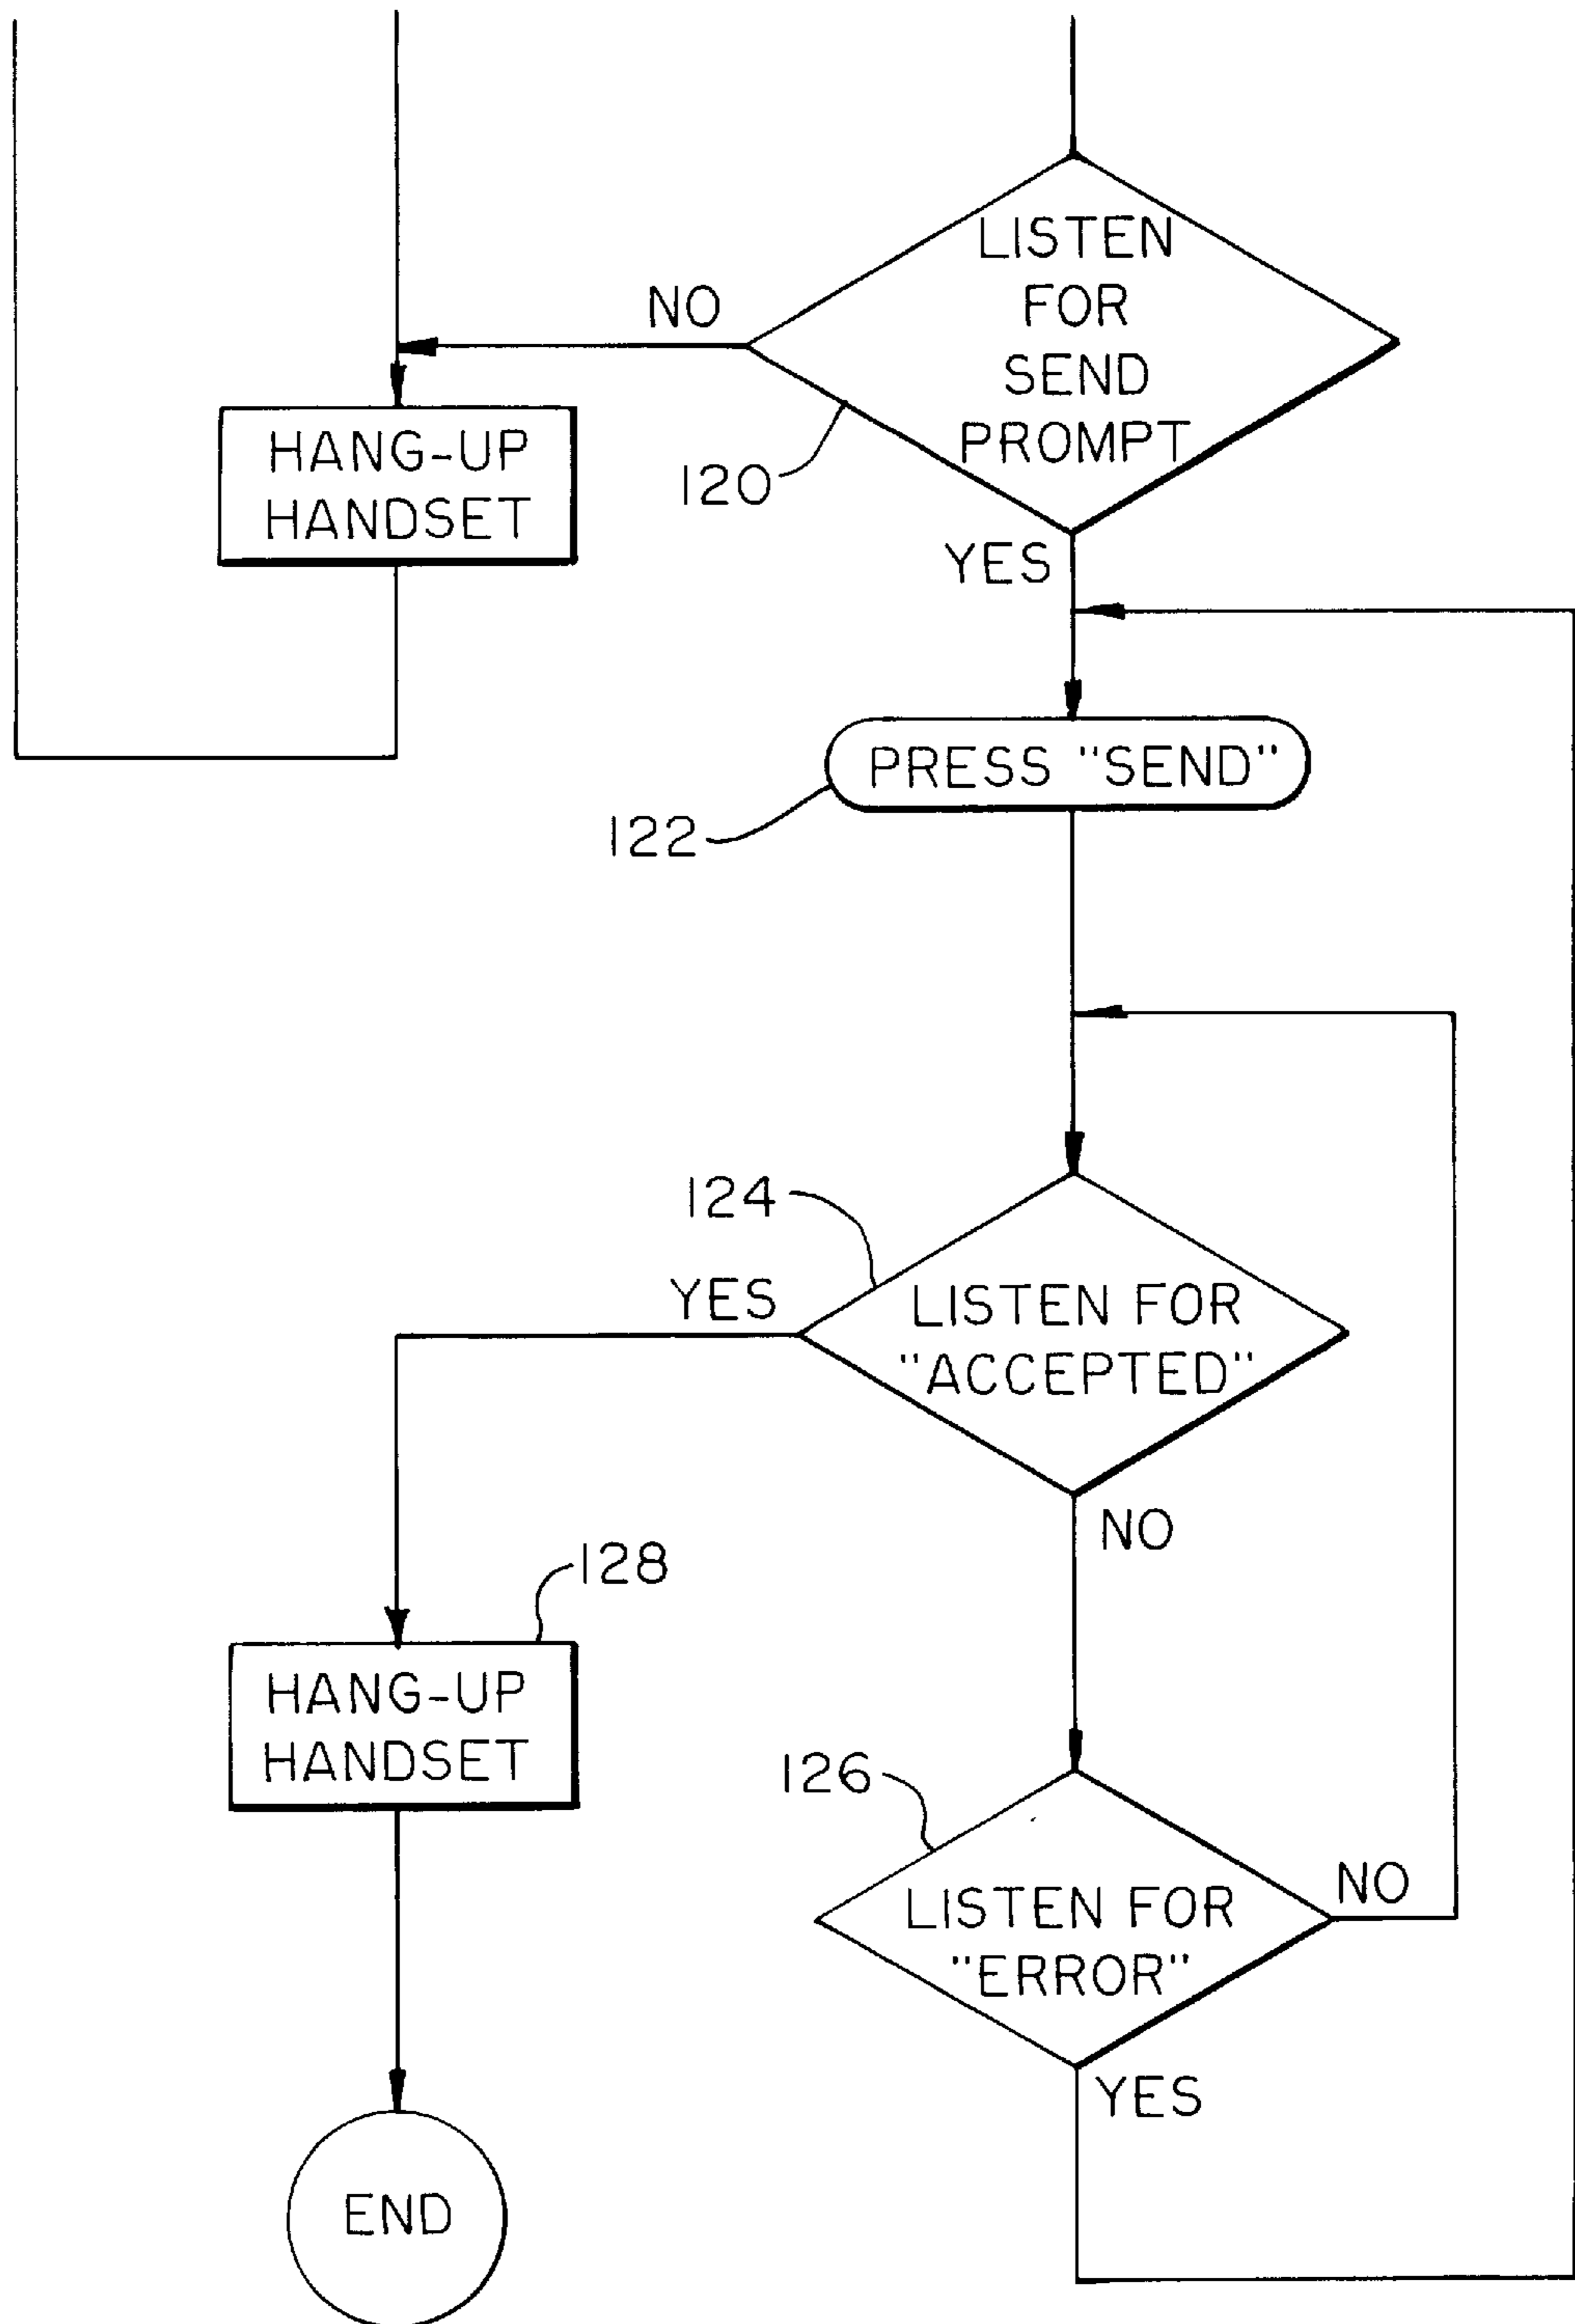 LISTEN
FOR
SEND
PROMPT
NO
120
HANG-UP
HANDSET
YES
PRESS "SEND"
122
124
YES
LISTEN FOR
"ACCEPTED"
NO
128
HANG-UP
HANDSET
126
NO
LISTEN FOR
"ERROR"
YES
END